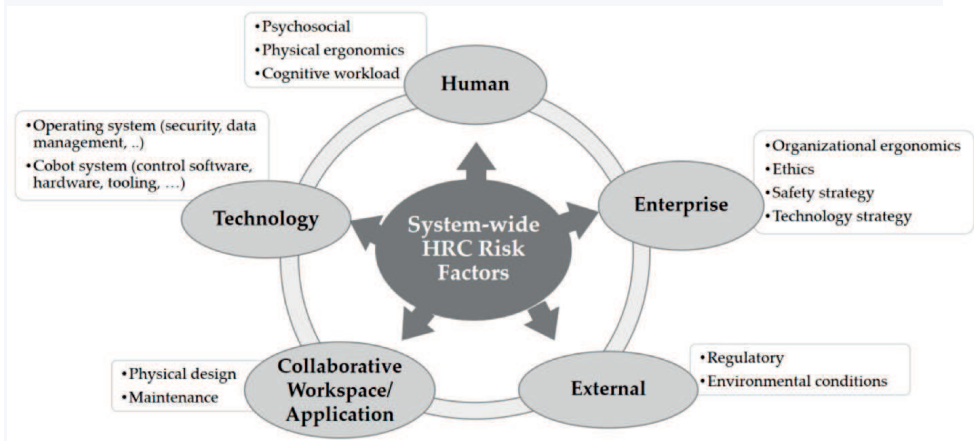 •Psychosocial
•Physical ergonomics
•Cognitive workload
Human
•Operating system (security, data
management, ..)
•Cobot system (control software,
hardware, tooling, …)
Technology
•Organizational ergonomics
•Ethics
•Safety strategy
•Technology strategy
Enterprise
System-wide
HRC Risk
Factors
•Physical design
•Maintenance
Collaborative
Workspace/
Application
External
•Regulatory
•Environmental conditions